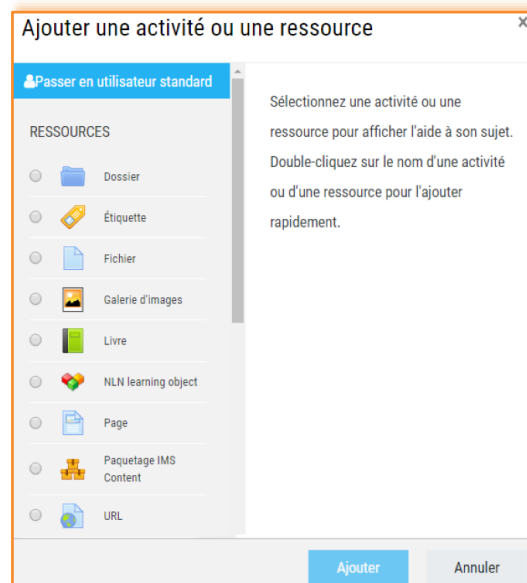 Ajouter une activité ou une ressource
×
Passer en utilisateur standard
RESSOURCES
Dossier
Étiquette
Fichier
Galerie d'images
Livre
NLN learning object
Page
Paquetage IMS
Content
URL
Sélectionnez une activité ou une
ressource pour afficher l'aide à son sujet.
Double-cliquez sur le nom d'une activité
ou d'une ressource pour l'ajouter
rapidement.
Ajouter
Annuler